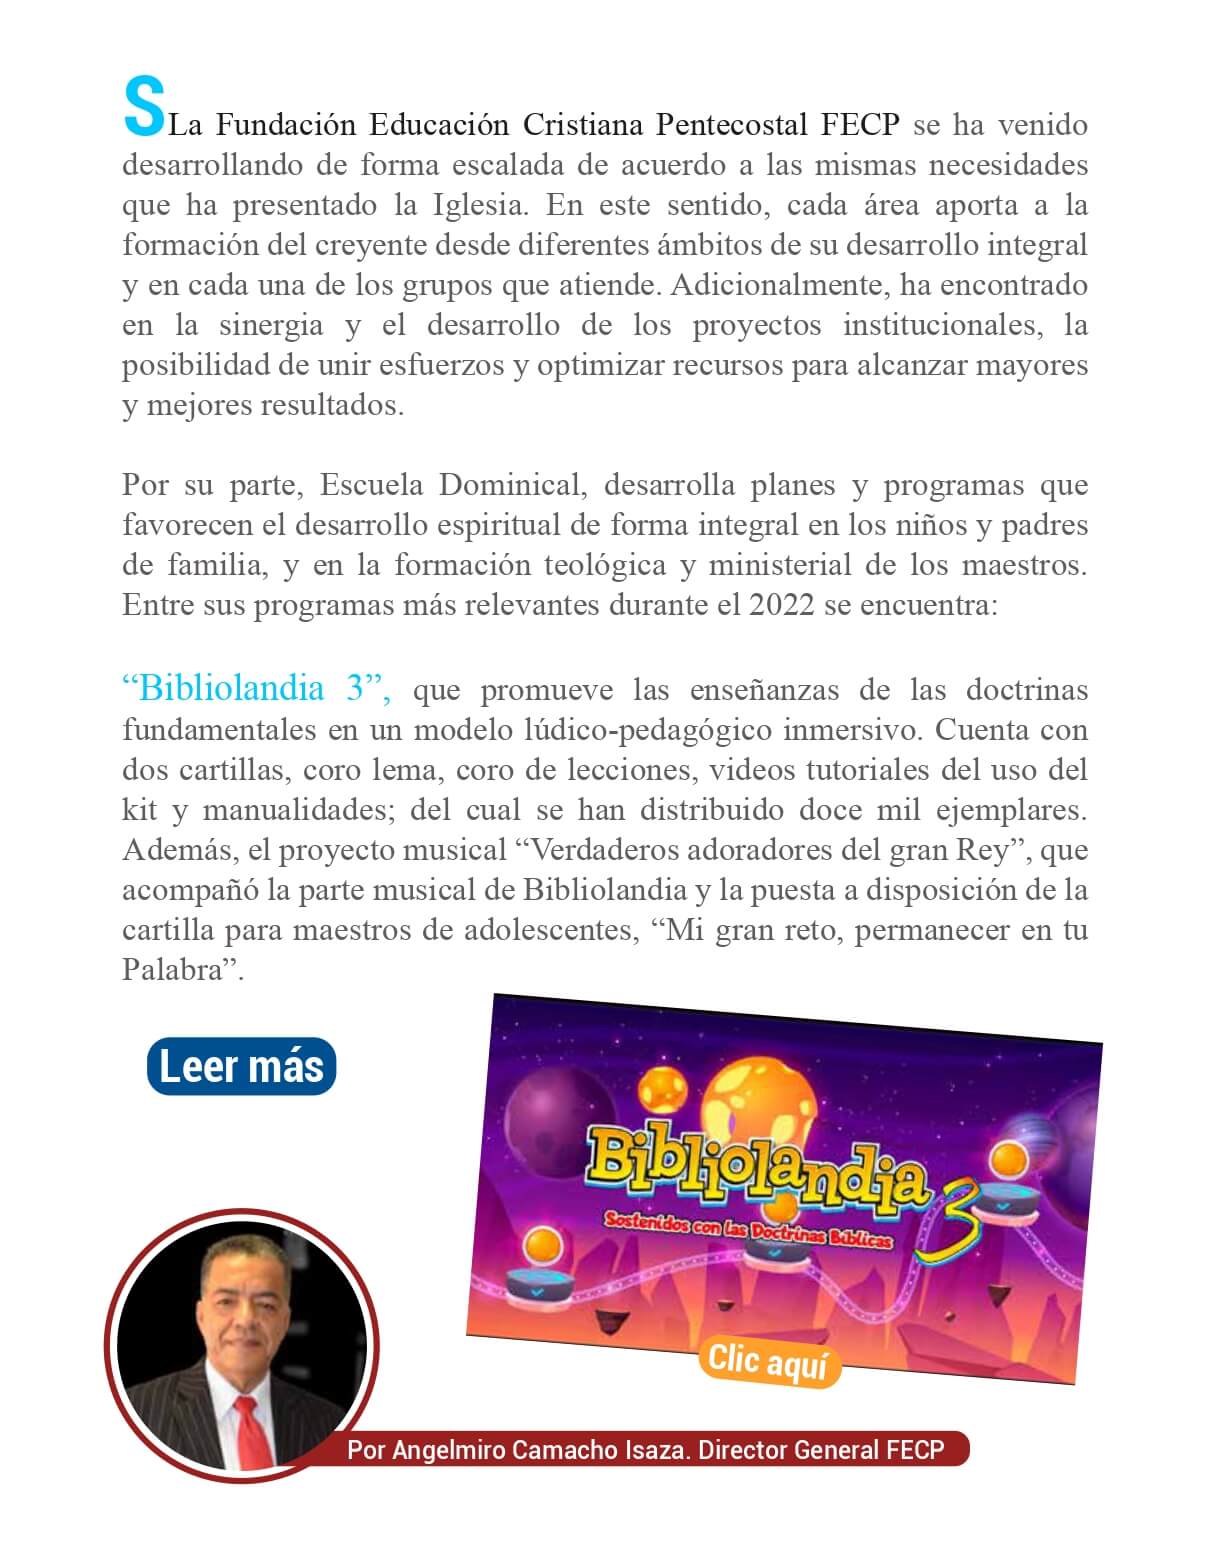 SLa Fundación Educación Cristiana Pentecostal FECP se ha venido
desarrollando de forma escalada de acuerdo a las mismas necesidades
que ha presentado la Iglesia. En este sentido, cada área aporta a la
formación del creyente desde diferentes ámbitos de su desarrollo integral
y en cada una de los grupos que atiende. Adicionalmente, ha encontrado
en la sinergia y el desarrollo de los proyectos institucionales, la
posibilidad de unir esfuerzos y optimizar recursos para alcanzar mayores
y mejores resultados.
Por su parte, Escuela Dominical, desarrolla planes y programas que
favorecen el desarrollo espiritual de forma integral en los niños y padres
de familia, y en la formación teológica y ministerial de los maestros.
Entre sus programas más relevantes durante el 2022 se encuentra:
“Bibliolandia 3”, que promueve las enseñanzas de las doctrinas
fundamentales en un modelo lúdico-pedagógico inmersivo. Cuenta con
dos cartillas, coro lema, coro de lecciones, videos tutoriales del uso del
kit y manualidades; del cual se han distribuido doce mil ejemplares.
Además, el proyecto musical “Verdaderos adoradores del gran Rey”, que
acompañó la parte musical de Bibliolandia y la puesta a disposición de la
cartilla para maestros de adolescentes, “Mi gran reto, permanecer en tu
Palabra”.
Leer más
Bibliolandia 3
Sostenidos con las Doctrinas Bíblicas
Clic aquí
Por Angelmiro Camacho Isaza. Director General FECP